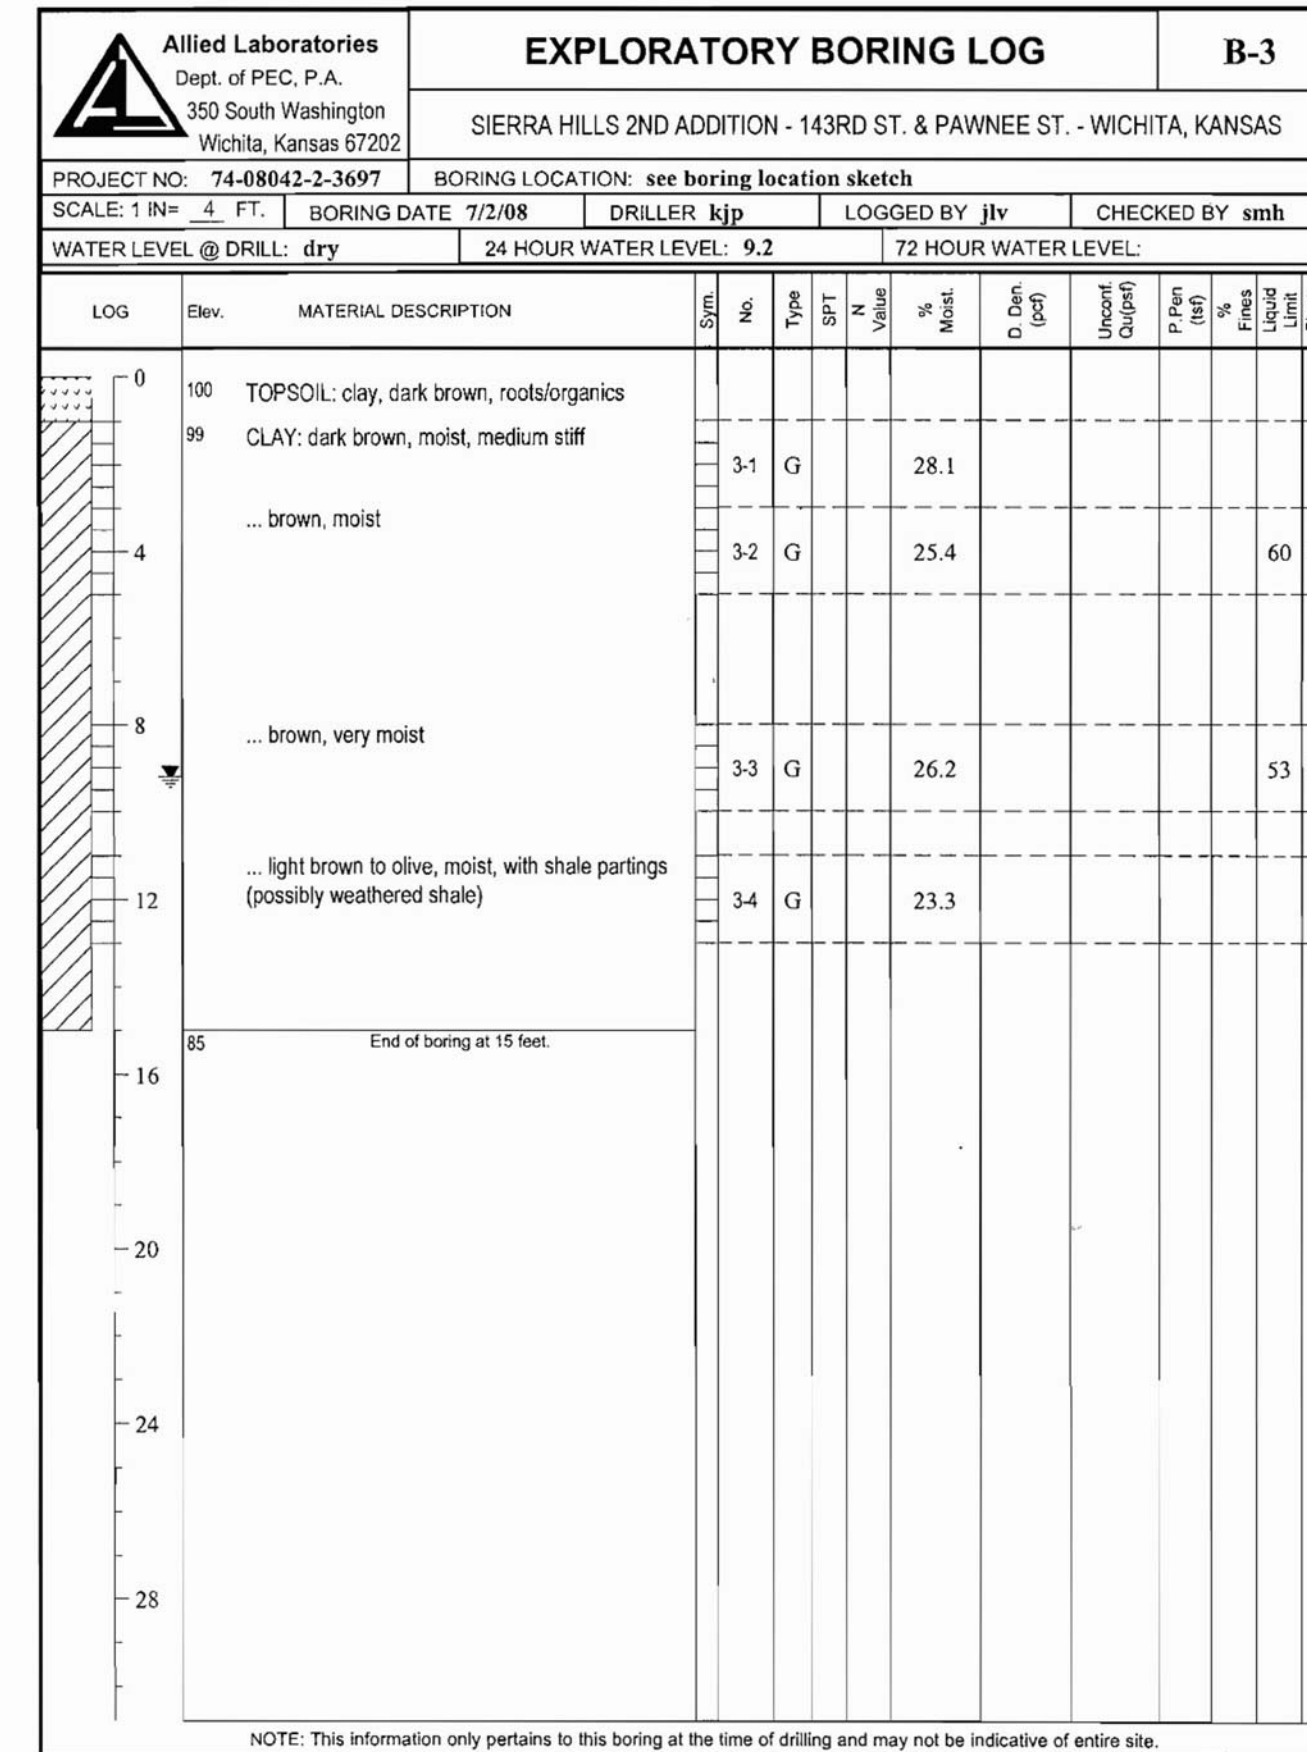 Allied Laboratories
Dept. of PEC, P.A.
350 South Washington
Wichita, Kansas 67202
EXPLORATORY BORING LOG
B-3
SIERRA HILLS 2ND ADDITION - 143RD ST. & PAWNEE ST. - WICHITA, KANSAS
PROJECT NO: 74-08042-2-3697 BORING LOCATION: see boring location sketch
SCALE: 1 IN= 4 FT. BORING DATE 7/2/08 DRILLER kjp LOGGED BY jlv CHECKED BY smh
WATER LEVEL @ DRILL: dry 24 HOUR WATER LEVEL: 9.2 72 HOUR WATER LEVEL:
LOG Elev. MATERIAL DESCRIPTION Sym. No. Type SPT N Value % Moist. D. Den. (pcf) Unconf. Qu(psf) P.Pen (tsf) % Fines Liquid Limit
0
100 TOPSOIL: clay, dark brown, roots/organics
99 CLAY: dark brown, moist, medium stiff
3-1 G 28.1
... brown, moist
4 3-2 G 25.4 60
8
... brown, very moist
3-3 G 26.2 53
... light brown to olive, moist, with shale partings
12 (possibly weathered shale) 3-4 G 23.3
85 End of boring at 15 feet.
16
20
24
28
NOTE: This information only pertains to this boring at the time of drilling and may not be indicative of entire site.